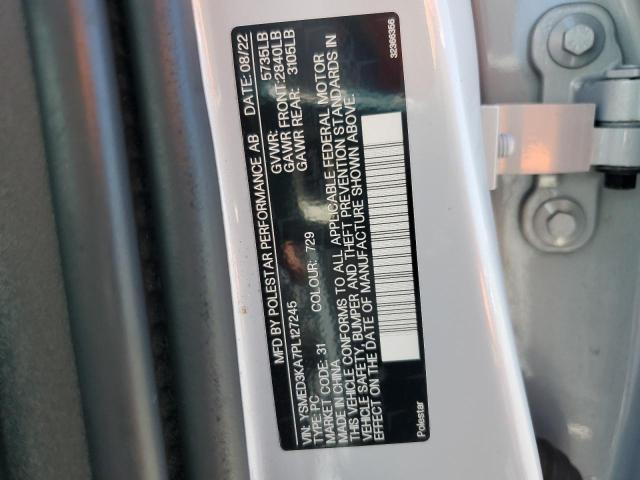 MFD BY POLESTAR PERFORMANCE AB DATE: 08/22
GVWR: 5735LB
GAWR FRONT: 2840LB
GAWR REAR: 3105LB
VIN: YSMED3KA7PL127245
TYPE: PC
MARKET CODE: 31 COLOUR: 729
MADE IN CHINA
THIS VEHICLE CONFORMS TO ALL APPLICABLE FEDERAL MOTOR
VEHICLE SAFETY, BUMPER AND THEFT PREVENTION STANDARDS IN
EFFECT ON THE DATE OF MANUFACTURE SHOWN ABOVE.
Polestar 32366356